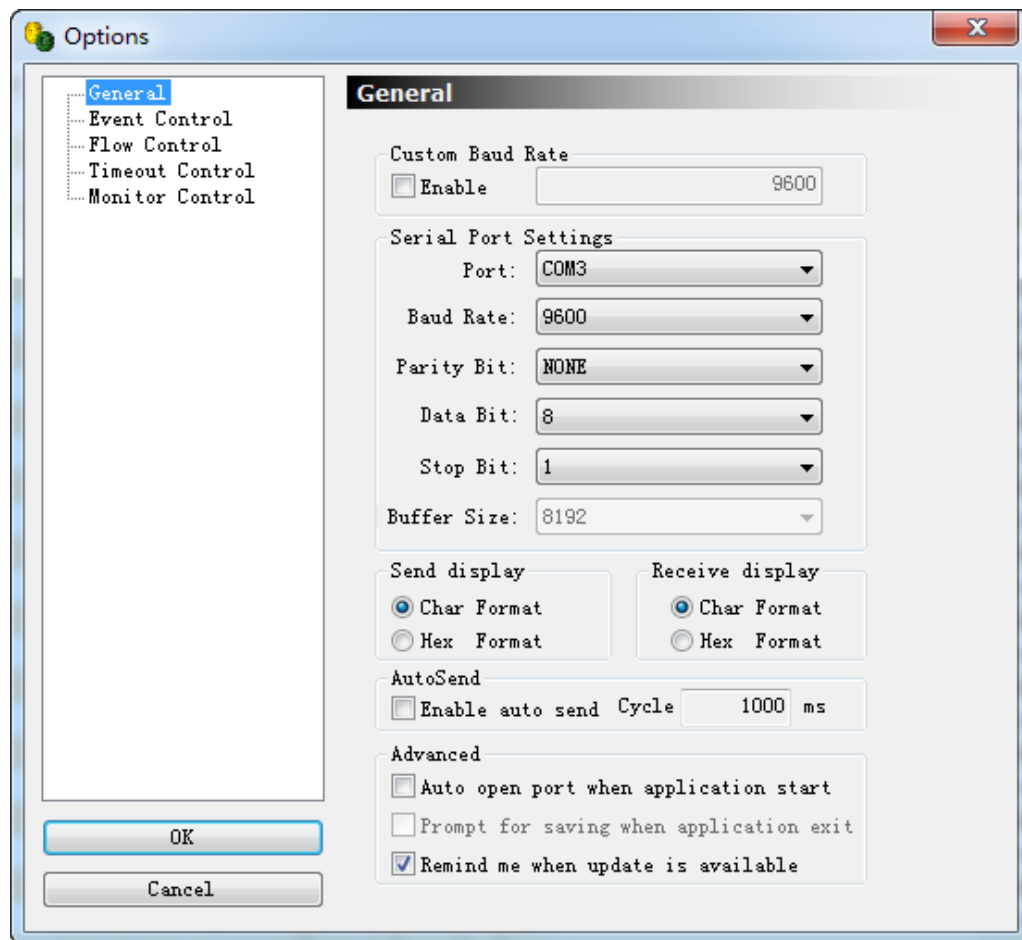 Options
General
Event Control
Flow Control
Timeout Control
Monitor Control
OK
Cancel
General
Custom Baud Rate
Enable 9600
Serial Port Settings
Port: COM3
Baud Rate: 9600
Parity Bit: NONE
Data Bit: 8
Stop Bit: 1
Buffer Size: 8192
Send display
Char Format
Hex Format
Receive display
Char Format
Hex Format
AutoSend
Enable auto send Cycle 1000 ms
Advanced
Auto open port when application start
Prompt for saving when application exit
Remind me when update is available